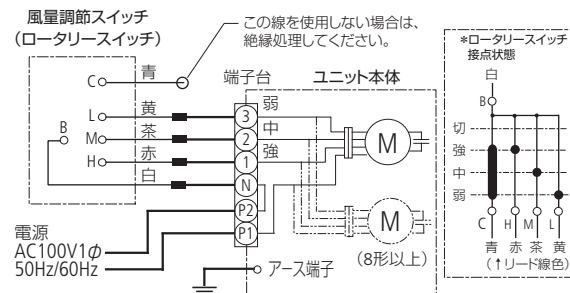 風量調節スイッチ
(ロータリースイッチ)
この線を使用しない場合は、
絶縁処理してください。
C
青
端子台
ユニット本体
L
黄
3
弱
B
M
茶
2
中
H
赤
1
強
白
N
M
P2
P1
M
(8形以上)
電源
AC100V1φ
50Hz/60Hz
アース端子
*ロータリースイッチ
接点状態
白
B
切
強
中
弱
C H M L
青 赤 茶 黄
(↑リード線色)